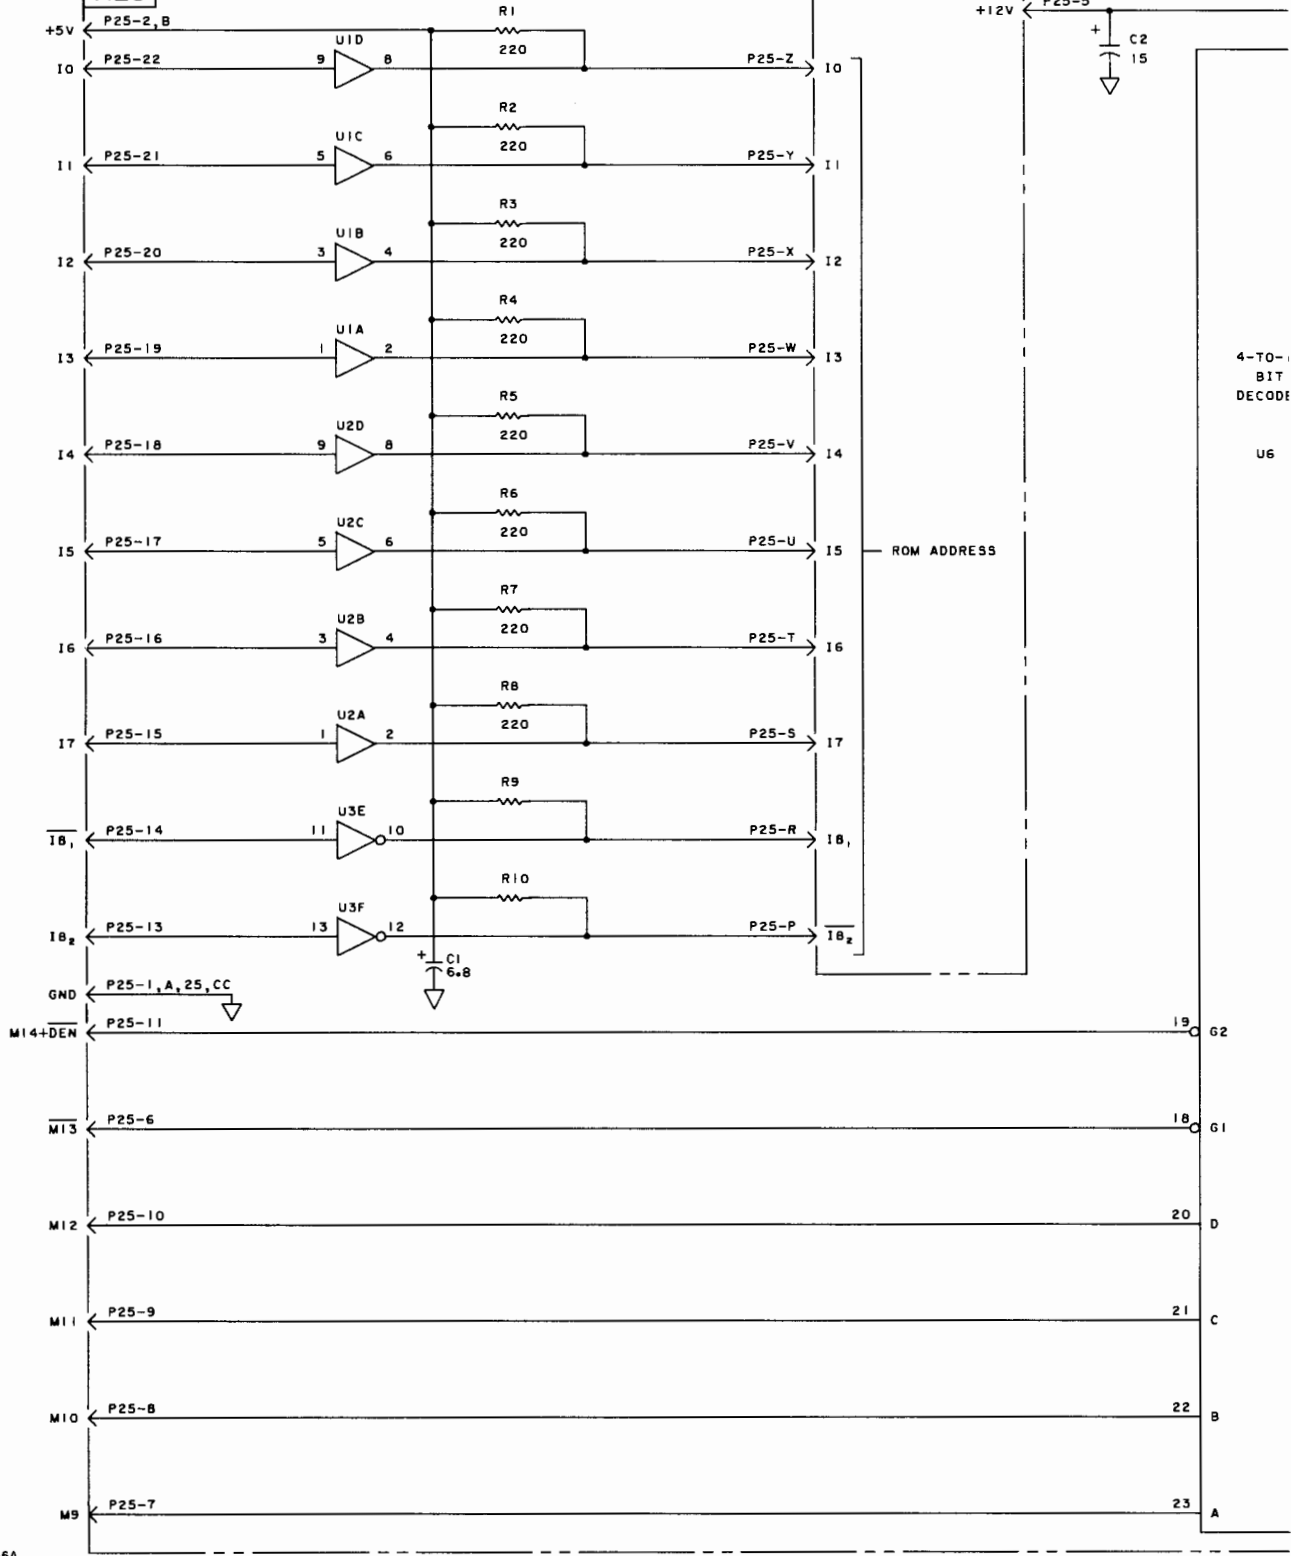 +5V P25-2,B R1 220 +12V P25-5
+ C2 15
I0 P25-22 9 U1D 8 P25-Z I0
R2 220
I1 P25-21 5 U1C 6 P25-Y I1
R3 220
I2 P25-20 3 U1B 4 P25-X I2
R4 220
I3 P25-19 1 U1A 2 P25-W I3
4-TO-
BIT
DECODE
R5 220
I4 P25-18 9 U2D 8 P25-V I4
U6
R6 220
I5 P25-17 5 U2C 6 P25-U I5 ROM ADDRESS
R7 220
I6 P25-16 3 U2B 4 P25-T I6
R8 220
I7 P25-15 1 U2A 2 P25-S I7
R9
I8₁ P25-14 11 U3E 10 P25-R I8₁
R10
I8₂ P25-13 13 U3F 12 P25-P I8₂
+ C1 6.8
GND P25-1,A,25,CC
M14+DEN P25-11 19 G2
M13 P25-6 18 G1
M12 P25-10 20 D
M11 P25-9 21 C
M10 P25-8 22 B
M9 P25-7 23 A